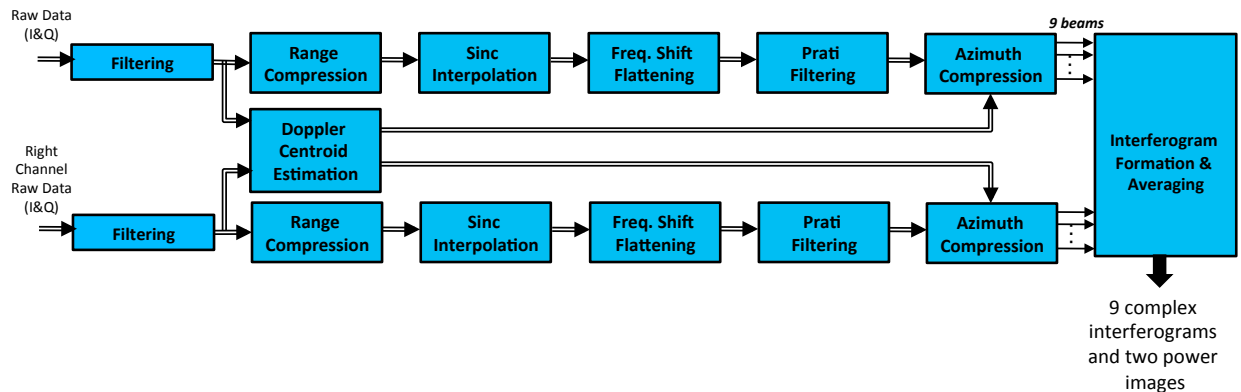 Raw Data
(I&Q)
Filtering
Range
Compression
Sinc
Interpolation
Freq. Shift
Flattening
Prati
Filtering
Azimuth
Compression
9 beams
Doppler
Centroid
Estimation
Interferogram
Formation &
Averaging
Right
Channel
Raw Data
(I&Q)
Filtering
Range
Compression
Sinc
Interpolation
Freq. Shift
Flattening
Prati
Filtering
Azimuth
Compression
9 complex
interferograms
and two power
images